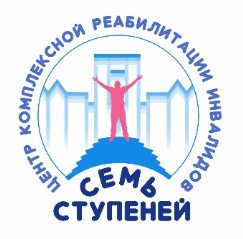 ЦЕНТР КОМПЛЕКСНОЙ РЕАБИЛИТАЦИИ ИНВАЛИДОВ
СЕМЬ
СТУПЕНЕЙ